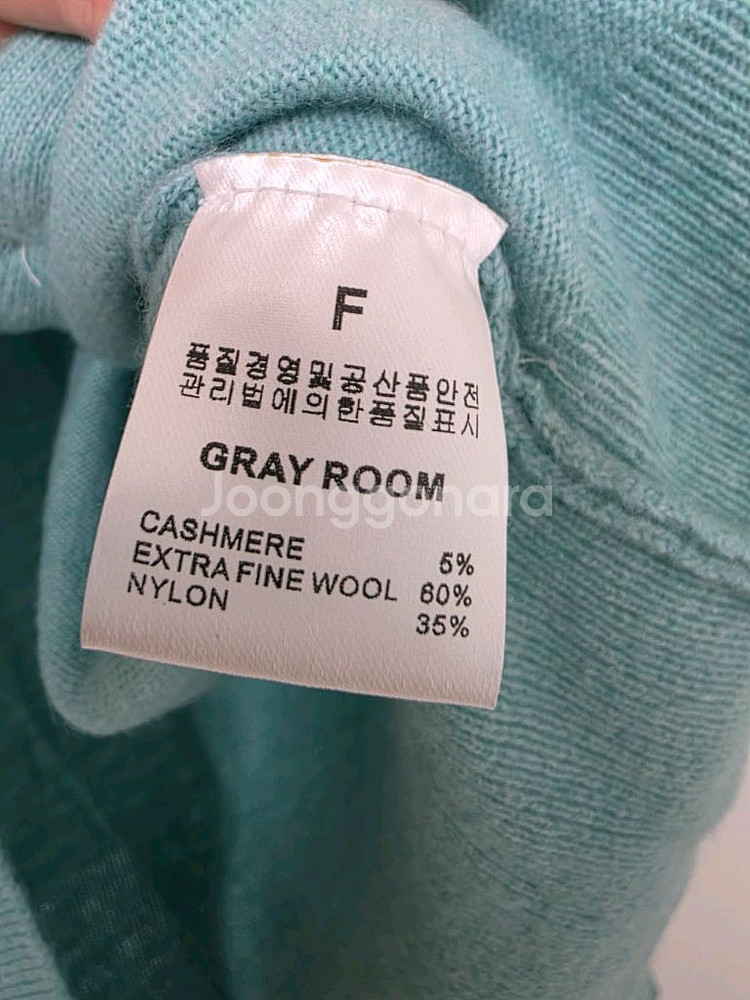 F
품질경영및공산품안전
관리법에의한품질표시
GRAY ROOM
Joonggonara
CASHMERE 5%
EXTRA FINE WOOL 60%
NYLON 35%